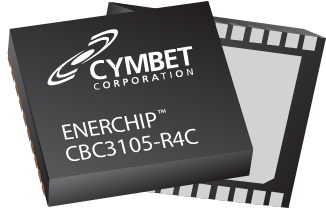 CYMBET
CORPORATION
ENERCHIP™
CBC3105-R4C